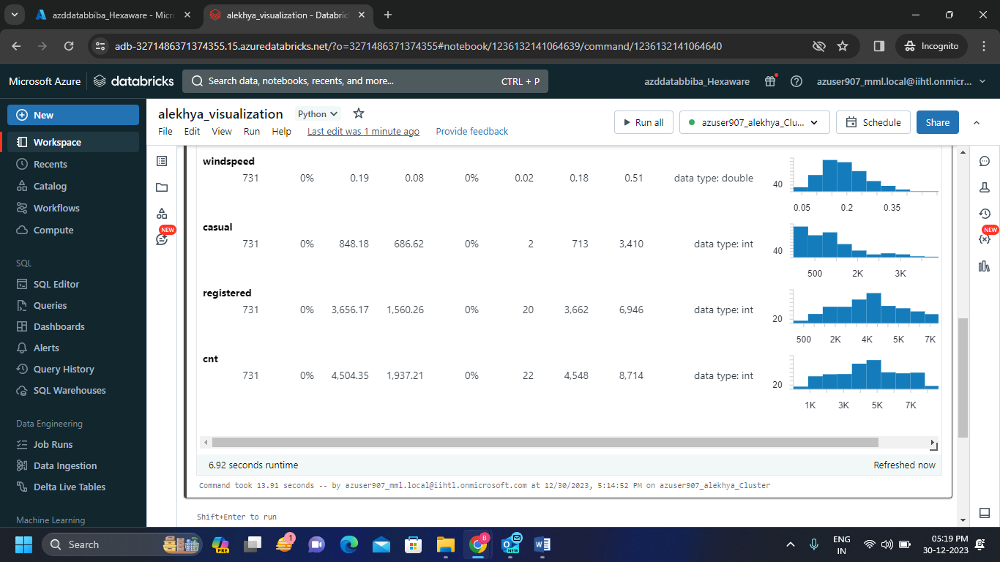 azddatabbiba_Hexaware - Micr
alekhya_visualization - Databric
adb-3271486371374355.15.azuredatabricks.net/?o=3271486371374355#notebook/1236132141064639/command/1236132141064640
Incognito
Microsoft Azure
databricks
Search data, notebooks, recents, and more...
CTRL + P
azddatabbiba_Hexaware
azuser907_mml.local@iihtl.onmicr...
New
Workspace
Recents
Catalog
Workflows
Compute
SQL
SQL Editor
Queries
Dashboards
Alerts
Query History
SQL Warehouses
Data Engineering
Job Runs
Data Ingestion
Delta Live Tables
Machine Learning
alekhya_visualization Python
File Edit View Run Help Last edit was 1 minute ago Provide feedback
Run all
azuser907_alekhya_Clu...
Schedule
Share
NEW
NEW
windspeed
731 0% 0.19 0.08 0% 0.02 0.18 0.51 data type: double
40
0.05 0.2 0.35
casual
731 0% 848.18 686.62 0% 2 713 3,410 data type: int
40
500 2K 3K
registered
731 0% 3,656.17 1,560.26 0% 20 3,662 6,946 data type: int
20
500 2K 4K 5K 7K
cnt
731 0% 4,504.35 1,937.21 0% 22 4,548 8,714 data type: int
20
1K 3K 5K 7K
6.92 seconds runtime
Refreshed now
Command took 13.91 seconds -- by azuser907_mml.local@iihtl.onmicrosoft.com at 12/30/2023, 5:14:52 PM on azuser907_alekhya_Cluster
Shift+Enter to run
Search
PRE
1
8
NEW
ENG
IN
05:19 PM
30-12-2023